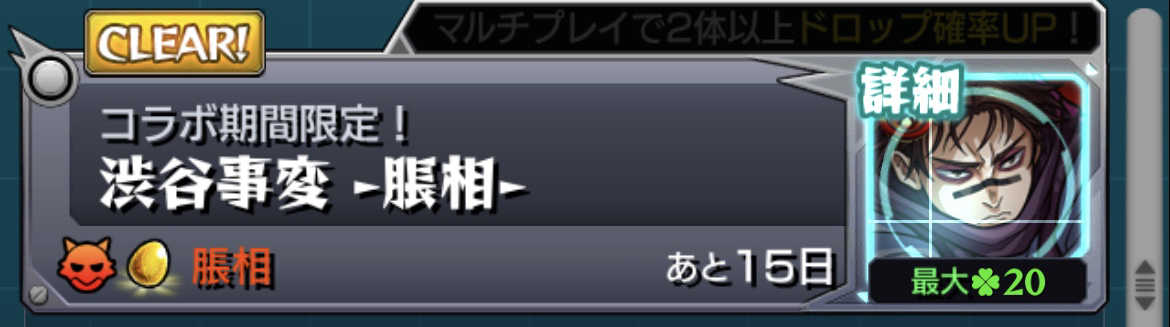 マルチプレイで2体以上ドロップ確率UP！
CLEAR!
コラボ期間限定！
渋谷事変 -脹相-
脹相
あと15日
詳細
最大🍀20